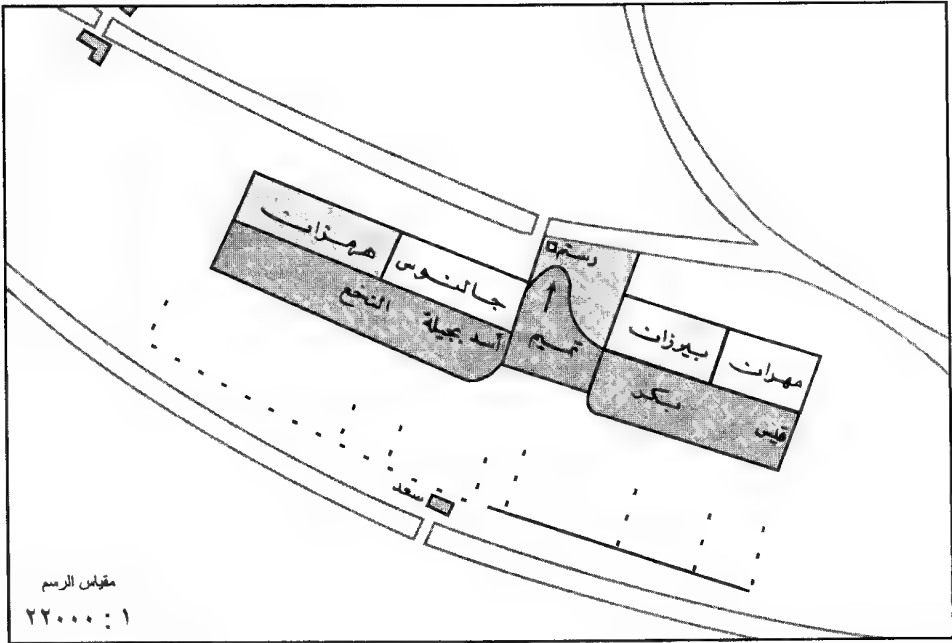 رستم
هرمزان
جالنوس
النخع
أسد بجيلة
تميم
بيرزان
مهران
بكر
قيس
سعد
مقياس الرسم
١ : ٢٢٠٠٠